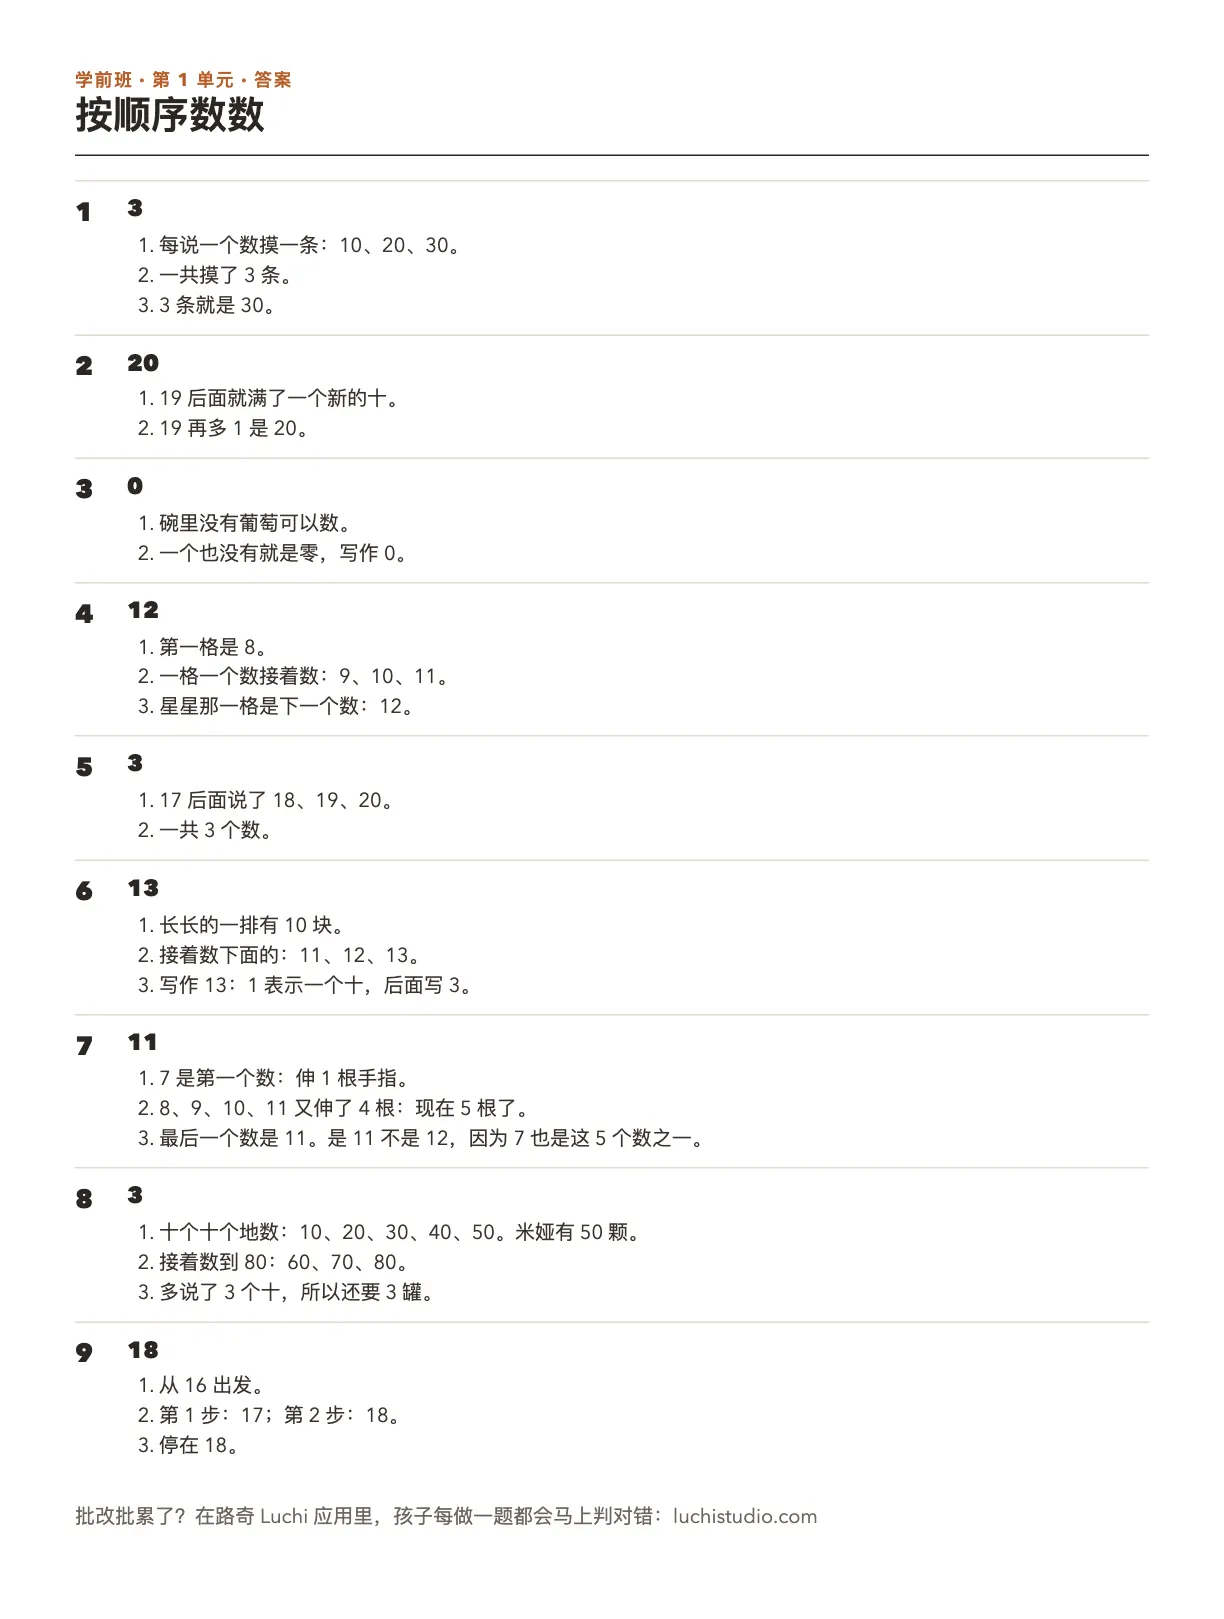 学前班 · 第 1 单元 · 答案
按顺序数数
1 3
1. 每说一个数摸一条：10、20、30。
2. 一共摸了 3 条。
3. 3 条就是 30。
2 20
1. 19 后面就满了一个新的十。
2. 19 再多 1 是 20。
3 0
1. 碗里没有葡萄可以数。
2. 一个也没有就是零，写作 0。
4 12
1. 第一格是 8。
2. 一格一个数接着数：9、10、11。
3. 星星那一格是下一个数：12。
5 3
1. 17 后面说了 18、19、20。
2. 一共 3 个数。
6 13
1. 长长的一排有 10 块。
2. 接着数下面的：11、12、13。
3. 写作 13：1 表示一个十，后面写 3。
7 11
1. 7 是第一个数：伸 1 根手指。
2. 8、9、10、11 又伸了 4 根：现在 5 根了。
3. 最后一个数是 11。是 11 不是 12，因为 7 也是这 5 个数之一。
8 3
1. 十个十个地数：10、20、30、40、50。米娅有 50 颗。
2. 接着数到 80：60、70、80。
3. 多说了 3 个十，所以还要 3 罐。
9 18
1. 从 16 出发。
2. 第 1 步：17；第 2 步：18。
3. 停在 18。
批改批累了？在路奇 Luchi 应用里，孩子每做一题都会马上判对错：luchistudio.com